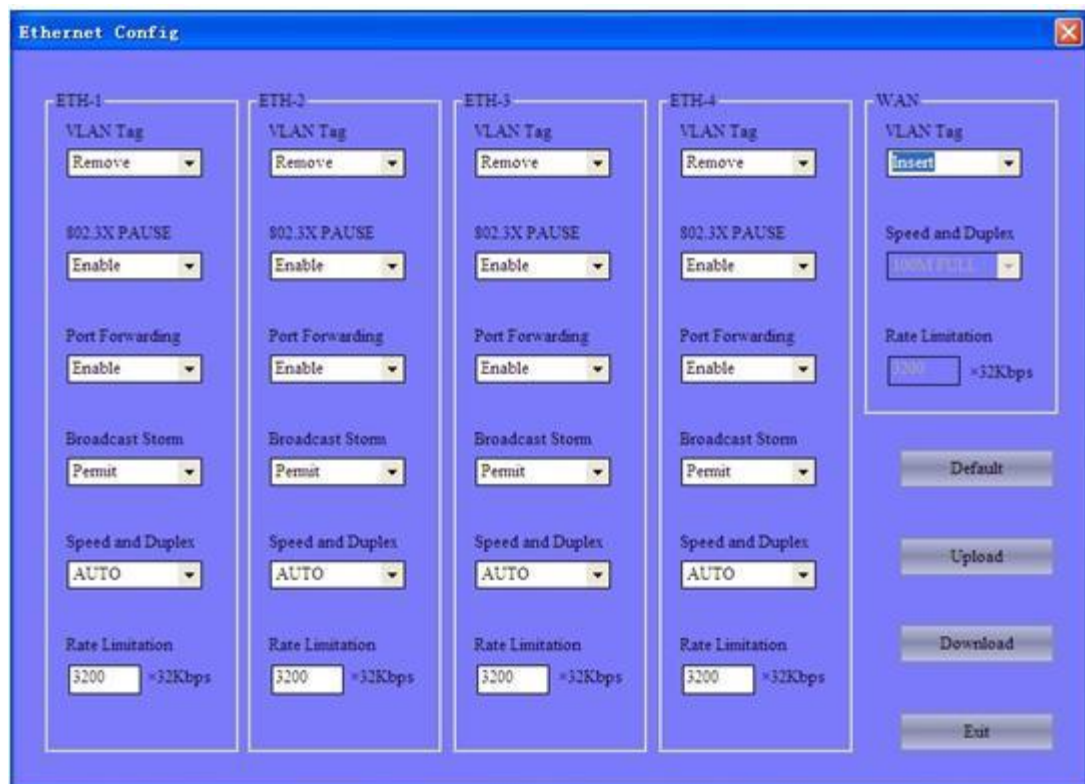 Ethernet Config
ETH-1
VLAN Tag
Remove
802.3X PAUSE
Enable
Port Forwarding
Enable
Broadcast Storm
Permit
Speed and Duplex
AUTO
Rate Limitation
3200 ×32Kbps
ETH-2
VLAN Tag
Remove
802.3X PAUSE
Enable
Port Forwarding
Enable
Broadcast Storm
Permit
Speed and Duplex
AUTO
Rate Limitation
3200 ×32Kbps
ETH-3
VLAN Tag
Remove
802.3X PAUSE
Enable
Port Forwarding
Enable
Broadcast Storm
Permit
Speed and Duplex
AUTO
Rate Limitation
3200 ×32Kbps
ETH-4
VLAN Tag
Remove
802.3X PAUSE
Enable
Port Forwarding
Enable
Broadcast Storm
Permit
Speed and Duplex
AUTO
Rate Limitation
3200 ×32Kbps
WAN
VLAN Tag
Insert
Speed and Duplex
100M FULL
Rate Limitation
3200 ×32Kbps
Default
Upload
Download
Exit